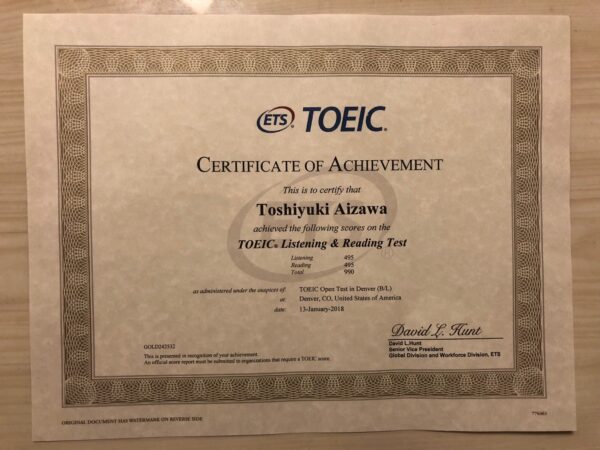 ETS® TOEIC®
CERTIFICATE OF ACHIEVEMENT
This is to certify that
Toshiyuki Aizawa
achieved the following scores on the
TOEIC® Listening & Reading Test
Listening 495
Reading 495
Total 990
as administered under the auspices of: TOEIC Open Test in Denver (B/L)
at: Denver, CO, United States of America
date: 13-January-2018
David L. Hunt
David L.Hunt
Senior Vice President
Global Division and Workforce Division, ETS
GOLD242532
This is presented in recognition of your achievement.
An official score report must be submitted to organizations that require a TOEIC score.
ORIGINAL DOCUMENT HAS WATERMARK ON REVERSE SIDE